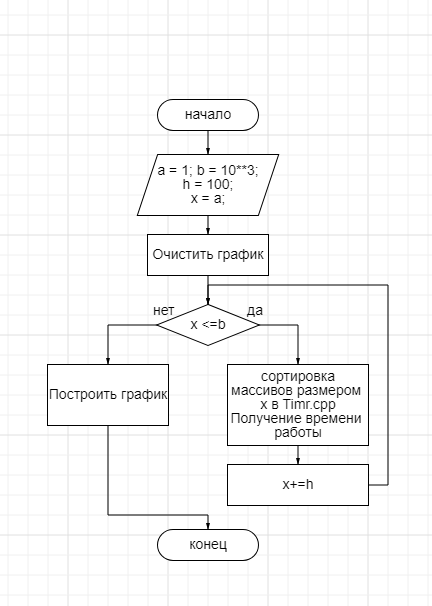 начало
a = 1; b = 10**3;
h = 100;
x = a;
Очистить график
нет
да
x <=b
Построить график
сортировка
массивов размером
x в Timr.cpp
Получение времени
работы
x+=h
конец